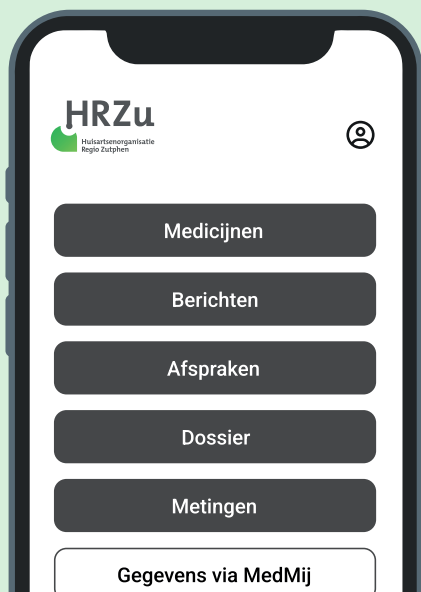 HRZu
Huisartsenorganisatie
Regio Zutphen
Medicijnen
Berichten
Afspraken
Dossier
Metingen
Gegevens via MedMij